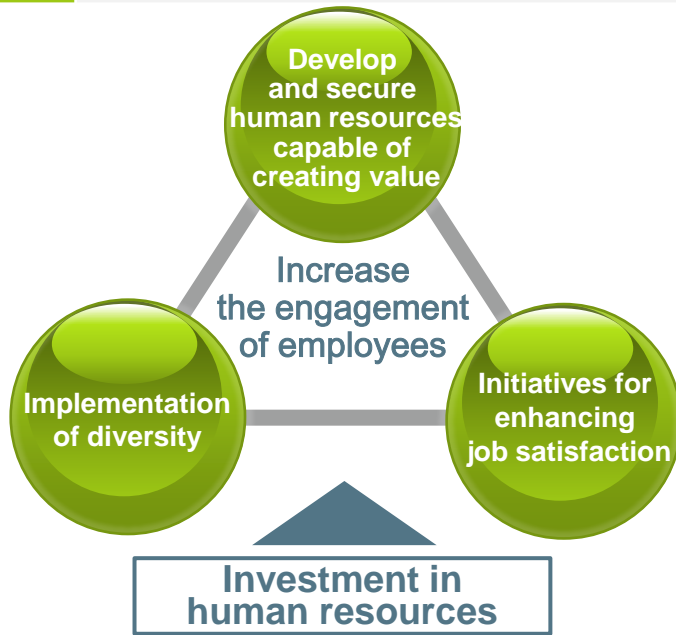 Develop
and secure
human resources
capable of
creating value
Increase
the engagement
of employees
Implementation
of diversity
Initiatives for
enhancing
job satisfaction
Investment in
human resources